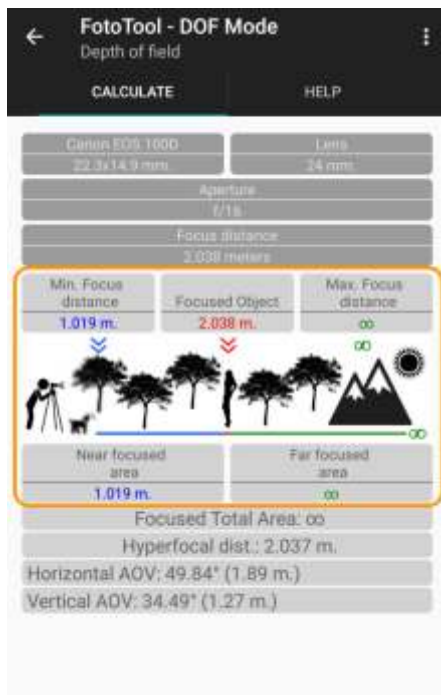 FotoTool - DOF Mode
Depth of field
CALCULATE HELP
Canon EOS 100D Lens
22.3x14.9 mm. 24 mm.
Aperture
f/16
Focus distance
2.038 meters
Min. Focus distance Focused Object Max. Focus distance
1.019 m. 2.038 m. ∞
∞
∞
Near focused area Far focused area
1.019 m. ∞
Focused Total Area: ∞
Hyperfocal dist.: 2.037 m.
Horizontal AOV: 49.84° (1.89 m.)
Vertical AOV: 34.49° (1.27 m.)